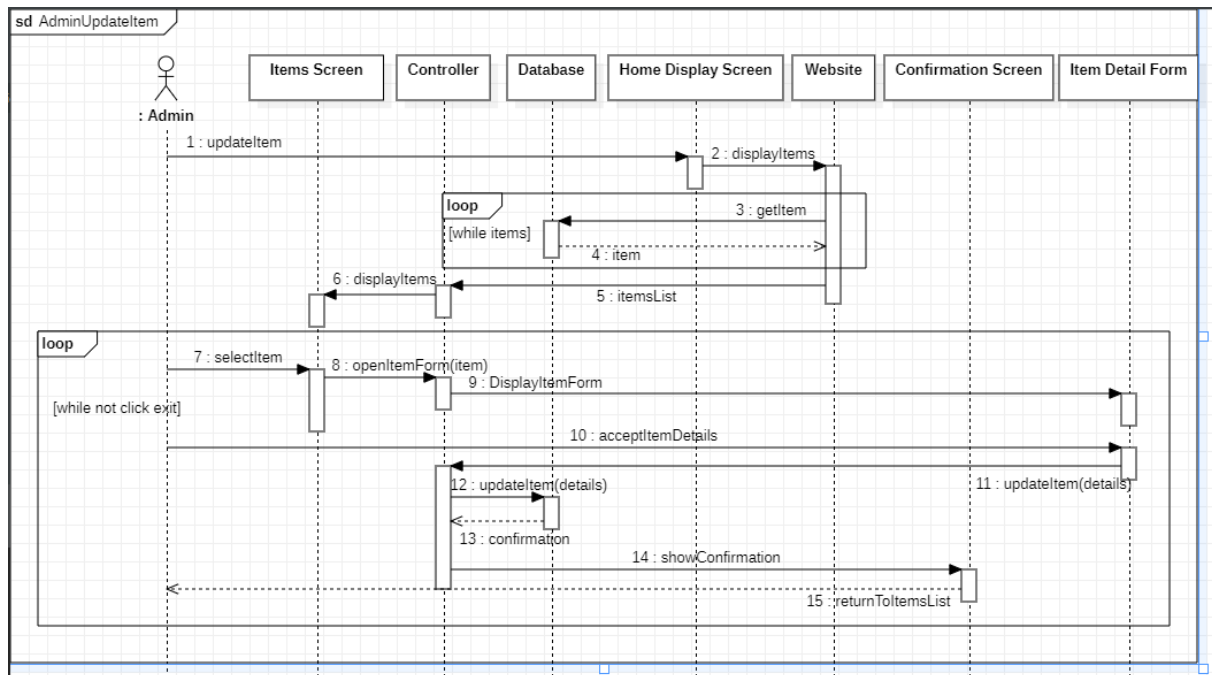 sd AdminUpdateItem
: Admin
Items Screen
Controller
Database
Home Display Screen
Website
Confirmation Screen
Item Detail Form
1 : updateItem
2 : displayItems
loop
3 : getItem
[while items]
4 : item
6 : displayItems
5 : itemsList
loop
7 : selectItem
8 : openItemForm(item)
9 : DisplayItemForm
[while not click exit]
10 : acceptItemDetails
12 : updateItem(details)
11 : updateItem(details)
13 : confirmation
14 : showConfirmation
15 : returnToItemsList